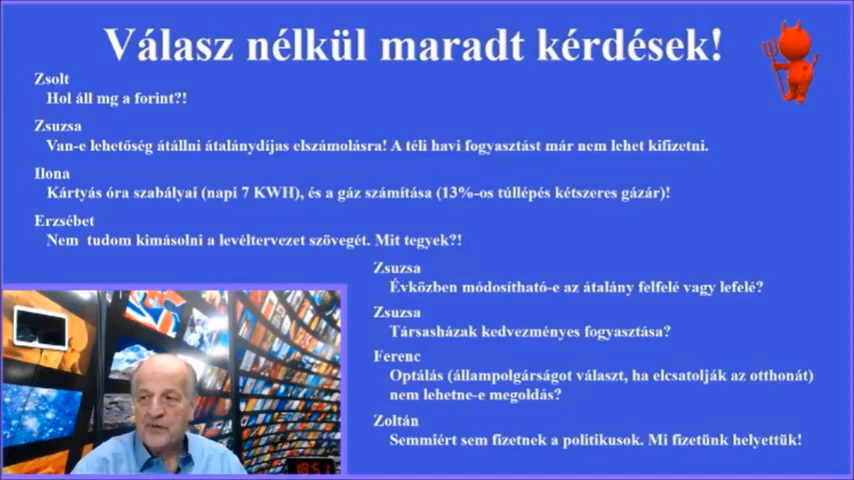 Válasz nélkül maradt kérdések!
Zsolt
Hol áll mg a forint?!
Zsuzsa
Van-e lehetőség átállni átalánydíjas elszámolásra! A téli havi fogyasztást már nem lehet kifizetni.
Ilona
Kártyás óra szabályai (napi 7 KWH), és a gáz számítása (13%-os túllépés kétszeres gázár)!
Erzsébet
Nem tudom kimásolni a levéltervezet szövegét. Mit tegyek?!
Zsuzsa
Évközben módosítható-e az átalány felfelé vagy lefelé?
Zsuzsa
Társasházak kedvezményes fogyasztása?
Ferenc
Optálás (állampolgárságot választ, ha elcsatolják az otthonát)
nem lehetne-e megoldás?
Zoltán
Semmiért sem fizetnek a politikusok. Mi fizetünk helyettük!